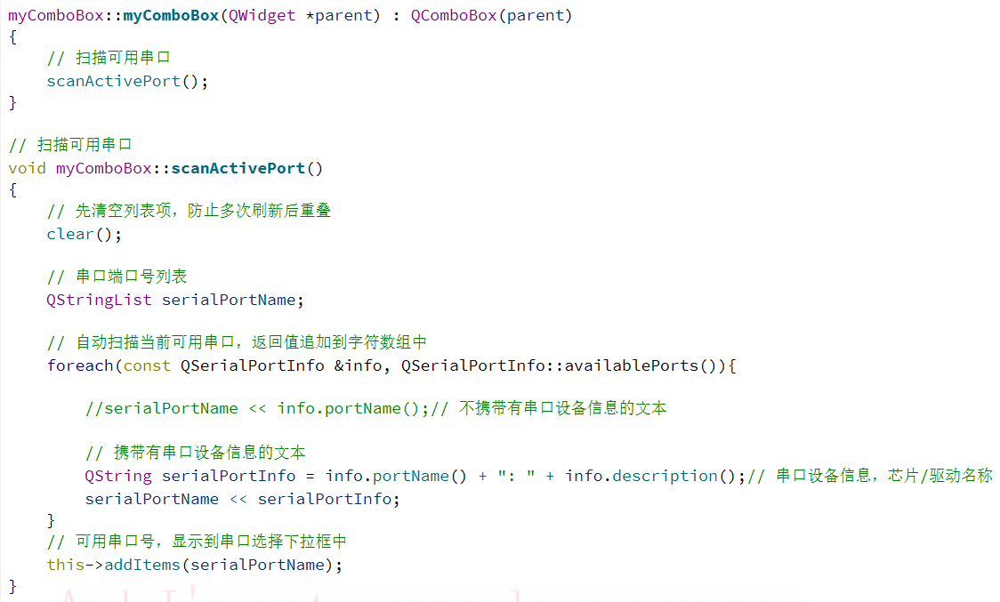 myComboBox::myComboBox(QWidget *parent) : QComboBox(parent)
{
    // 扫描可用串口
    scanActivePort();
}

// 扫描可用串口
void myComboBox::scanActivePort()
{
    // 先清空列表项，防止多次刷新后重叠
    clear();

    // 串口端口号列表
    QStringList serialPortName;

    // 自动扫描当前可用串口，返回值追加到字符数组中
    foreach(const QSerialPortInfo &info, QSerialPortInfo::availablePorts()){

        //serialPortName << info.portName();// 不携带有串口设备信息的文本

        // 携带有串口设备信息的文本
        QString serialPortInfo = info.portName() + ": " + info.description();// 串口设备信息，芯片/驱动名称
        serialPortName << serialPortInfo;
    }
    // 可用串口号，显示到串口选择下拉框中
    this->addItems(serialPortName);
}